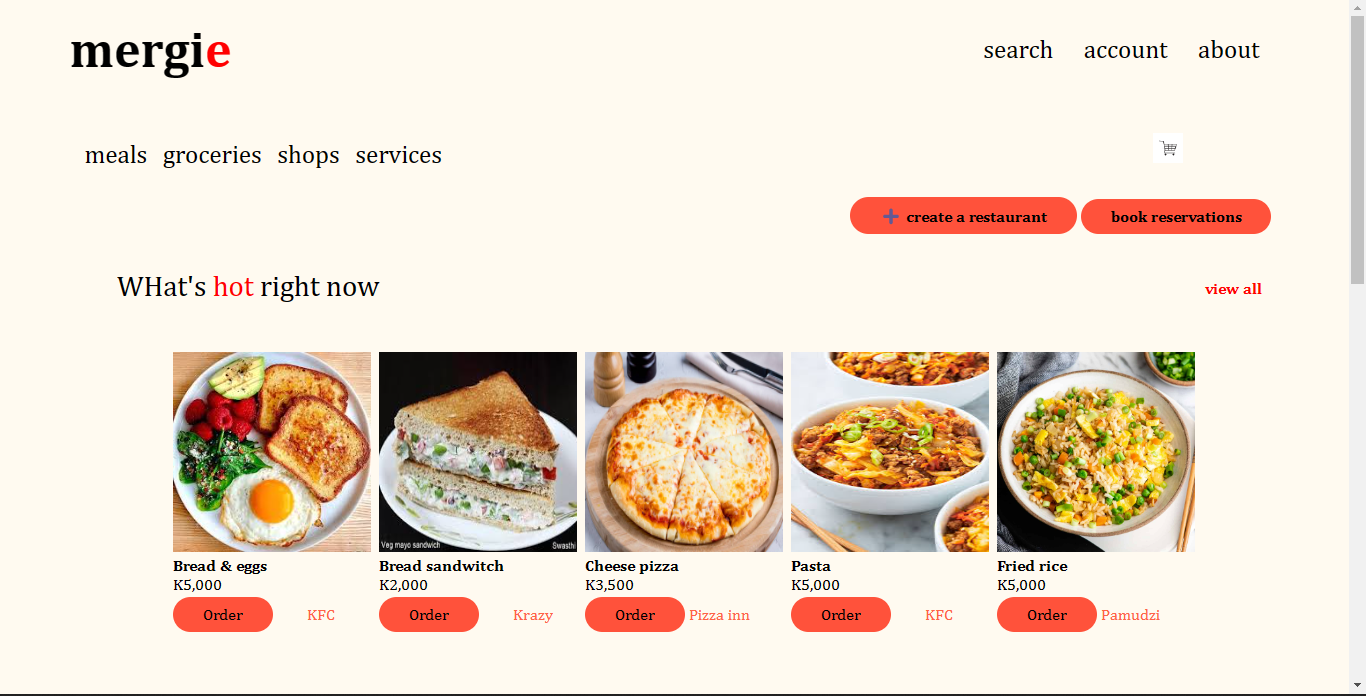 mergie
search account about
meals groceries shops services
➕ create a restaurant book reservations
WHat's hot right now
view all
Veg mayo sandwich Swasthi
Bread & eggs Bread sandwitch Cheese pizza Pasta Fried rice
K5,000 K2,000 K3,500 K5,000 K5,000
Order KFC Order Krazy Order Pizza inn Order KFC Order Pamudzi